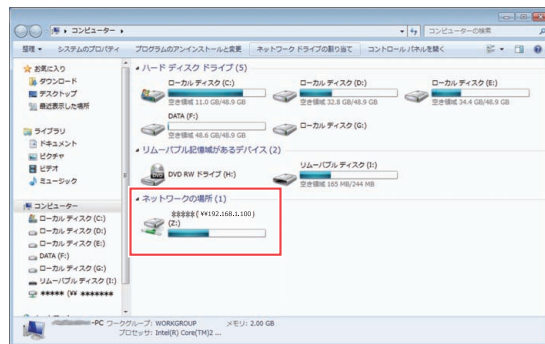 コンピューター
コンピューターの検索
整理 システムのプロパティ プログラムのアンインストールと変更 ネットワーク ドライブの割り当て コントロール パネルを開く
お気に入り
ダウンロード
デスクトップ
最近表示した場所
ライブラリ
ドキュメント
ピクチャ
ビデオ
ミュージック
コンピューター
ローカル ディスク (C:)
ローカル ディスク (D:)
ローカル ディスク (E:)
DATA (F:)
ローカル ディスク (G:)
リムーバブル ディスク (I:)
***** (¥¥ *******
ハード ディスク ドライブ (5)
ローカル ディスク (C:)
空き領域 11.0 GB/48.9 GB
ローカル ディスク (D:)
空き領域 32.8 GB/48.9 GB
ローカル ディスク (E:)
空き領域 34.4 GB/48.9 GB
DATA (F:)
空き領域 48.6 GB/48.9 GB
ローカル ディスク (G:)
リムーバブル記憶域があるデバイス (2)
DVD RW ドライブ (H:)
リムーバブル ディスク (I:)
空き領域 165 MB/244 MB
ネットワークの場所 (1)
*****( ¥¥192.168.1.100)
(Z:)
-PC ワークグループ: WORKGROUP メモリ: 2.00 GB
プロセッサ: Intel(R) Core(TM)2 ...